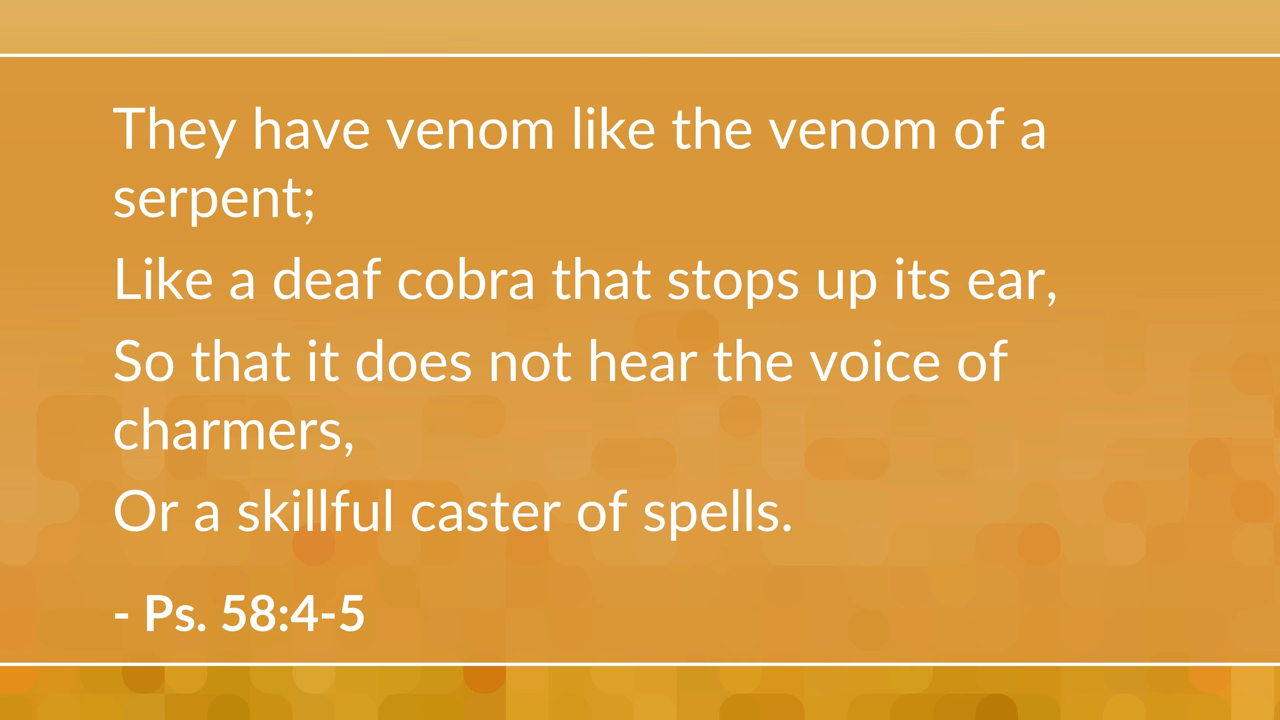 They have venom like the venom of a
serpent;
Like a deaf cobra that stops up its ear,
So that it does not hear the voice of
charmers,
Or a skillful caster of spells.
- Ps. 58:4-5